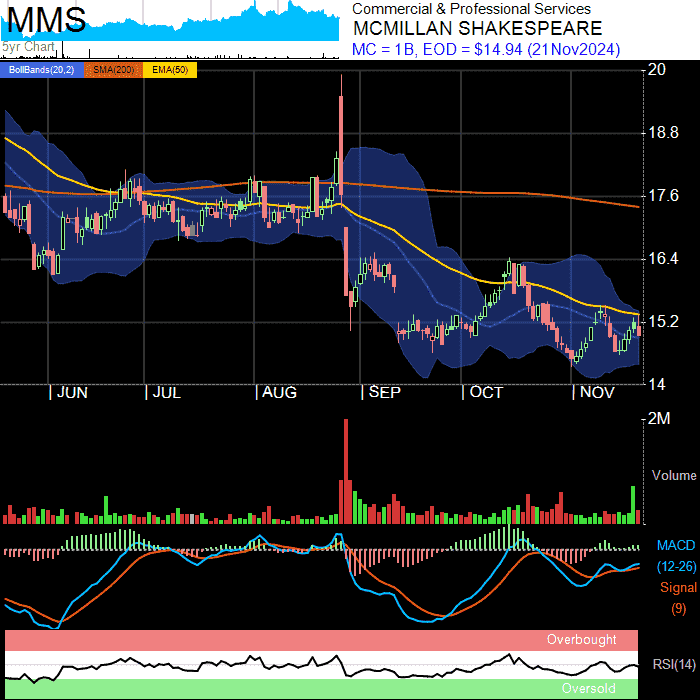 MMS
5yr Chart
Commercial & Professional Services
MCMILLAN SHAKESPEARE
MC = 1B, EOD = $14.94 (21Nov2024)
BollBands(20,2) SMA(200) EMA(50)
20
18.8
17.6
16.4
15.2
14
JUN JUL AUG SEP OCT NOV
2M
Volume
MACD
(12-26)
Signal
(9)
Overbought
RSI(14)
Oversold